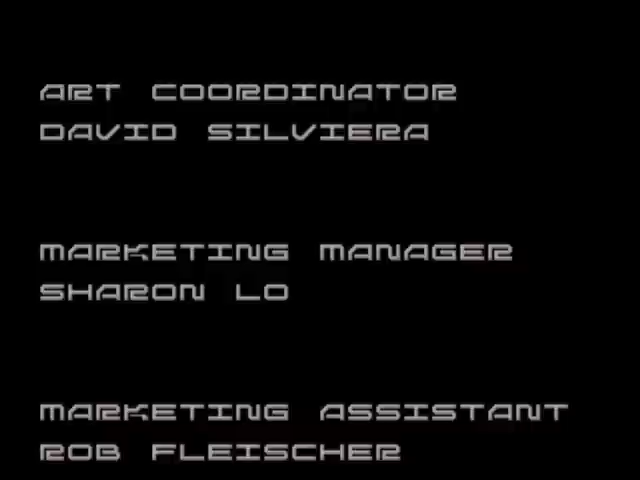 ART COORDINATOR
DAVID SILVIERA
MARKETING MANAGER
SHARON LO
MARKETING ASSISTANT
ROB FLEISCHER